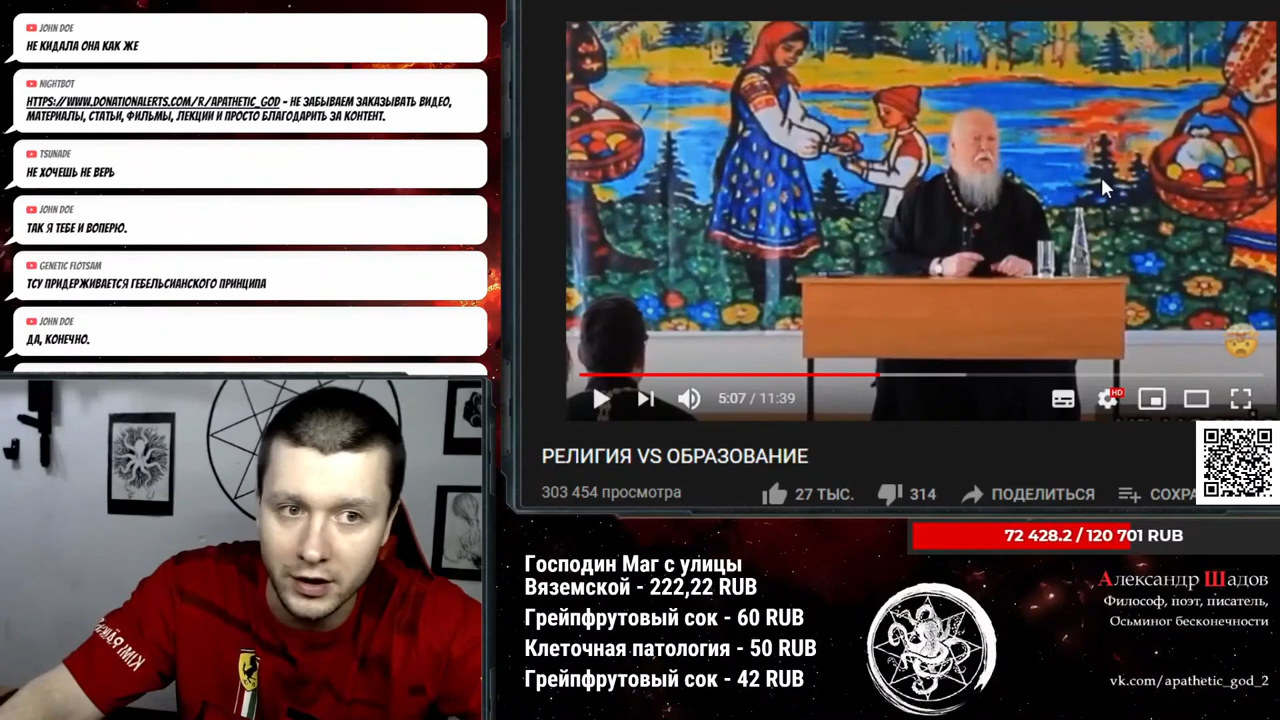 JOHN DOE
НЕ КИДАЛА ОНА КАК ЖЕ
NIGHTBOT
HTTPS://WWW.DONATIONALERTS.COM/R/APATHETIC_GOD - НЕ ЗАБЫВАЕМ ЗАКАЗЫВАТЬ ВИДЕО,
МАТЕРИАЛЫ, СТАТЬИ, ФИЛЬМЫ, ЛЕКЦИИ И ПРОСТО БЛАГОДАРИТЬ ЗА КОНТЕНТ.
TSUNADE
НЕ ХОЧЕШЬ НЕ ВЕРЬ
JOHN DOE
ТАК Я ТЕБЕ И ВОПЕРЮ.
GENETIC FLOTSAM
ТСУ ПРИДЕРЖИВАЕТСЯ ГЕБЕЛЬСИАНСКОГО ПРИНЦИПА
JOHN DOE
ДА, КОНЕЧНО.
5:07 / 11:39
HD
РЕЛИГИЯ VS ОБРАЗОВАНИЕ
303 454 просмотра
27 ТЫС.
314
ПОДЕЛИТЬСЯ
СОХРА
72 428.2 / 120 701 RUB
Господин Маг с улицы
Вяземской - 222,22 RUB
Грейпфрутовый сок - 60 RUB
Клеточная патология - 50 RUB
Грейпфрутовый сок - 42 RUB
Александр Шадов
Философ, поэт, писатель,
Осьминог бесконечности
vk.com/apathetic_god_2